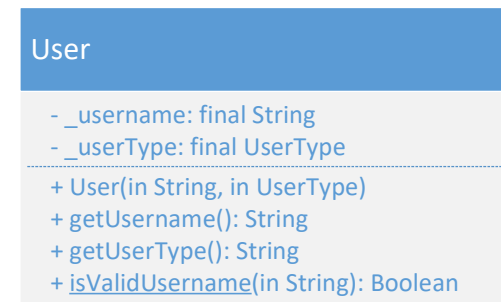 User
- _username: final String
- _userType: final UserType
+ User(in String, in UserType)
+ getUsername(): String
+ getUserType(): String
+ isValidUsername(in String): Boolean